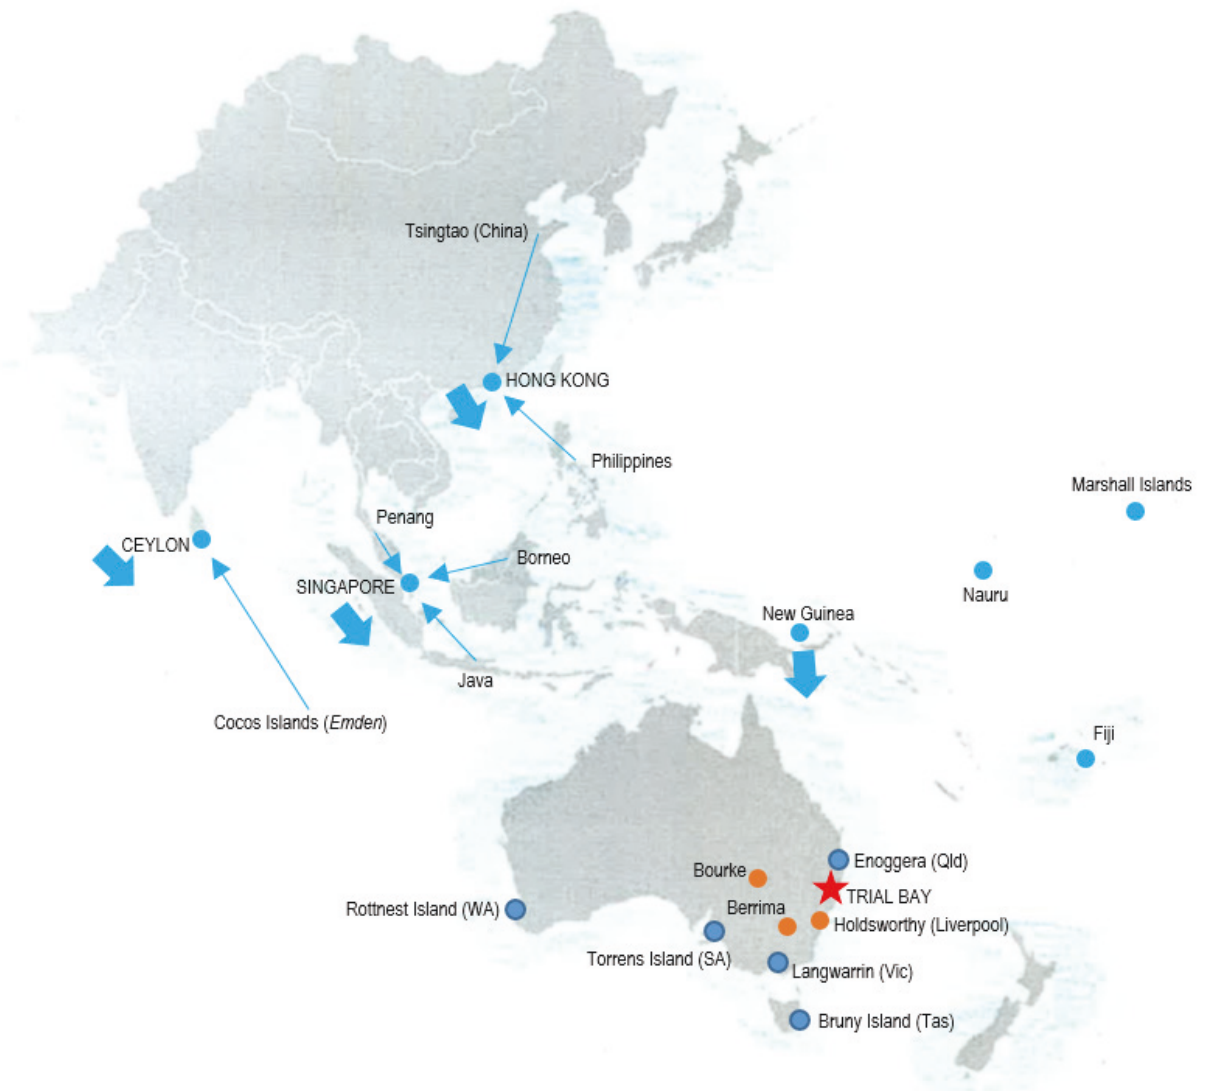 Tsingtao (China)
HONG KONG
Philippines
Marshall Islands
Penang
CEYLON
Borneo
SINGAPORE
Nauru
New Guinea
Java
Cocos Islands (Emden)
Fiji
Enoggera (Qld)
Bourke
TRIAL BAY
Rottnest Island (WA)
Berrima
Holdsworthy (Liverpool)
Torrens Island (SA)
Langwarrin (Vic)
Bruny Island (Tas)